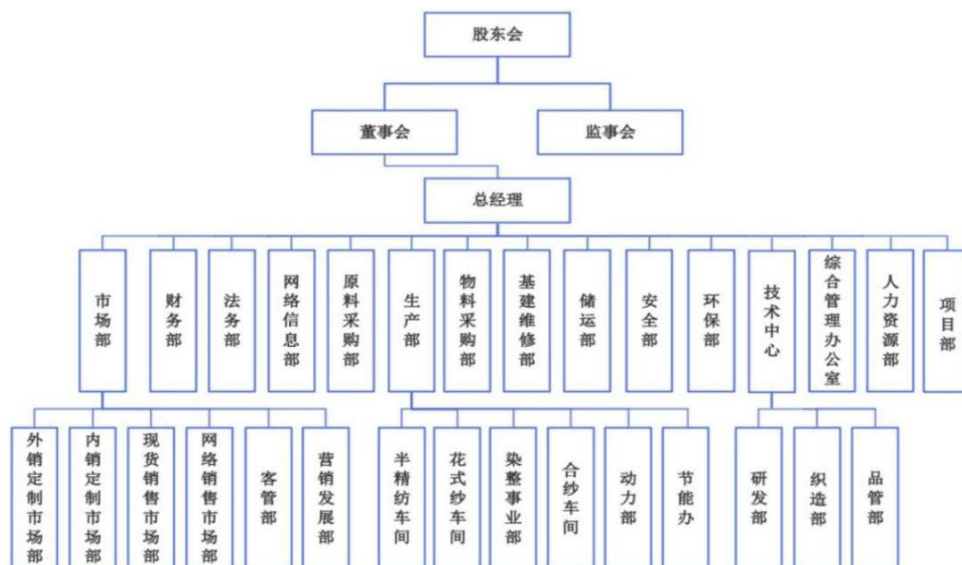 股东会
董事会
监事会
总经理
市场部
财务部
法务部
网络信息部
原料采购部
生产部
物料采购部
基建维修部
储运部
安全部
环保部
技术中心
综合管理办公室
人力资源部
项目部
外销定制市场部
内销定制市场部
现货销售市场部
网络销售市场部
客管部
营销发展部
半精纺车间
花式纱车间
染整事业部
合纱车间
动力部
节能办
研发部
织造部
品管部